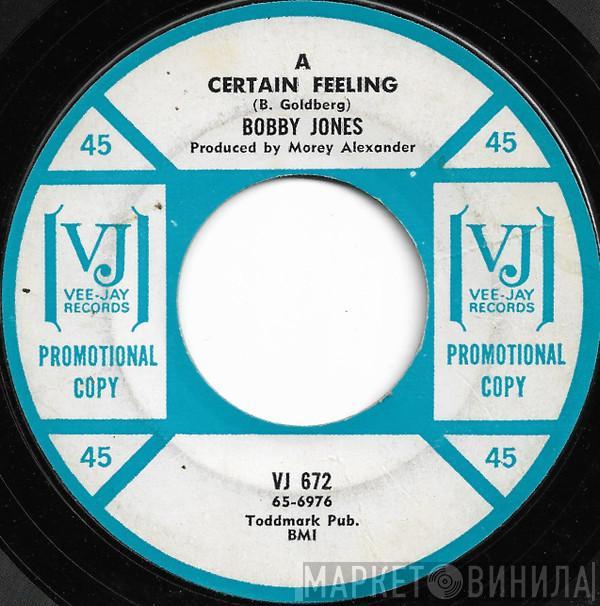 A
CERTAIN FEELING
(B. Goldberg)
BOBBY JONES
Produced by Morey Alexander
45
45
VJ
VEE-JAY
RECORDS
PROMOTIONAL
COPY
VJ
VEE-JAY
RECORDS
PROMOTIONAL
COPY
45
45
VJ 672
65-6976
Toddmark Pub.
BMI
МАРКЕТ ВИНИЛА